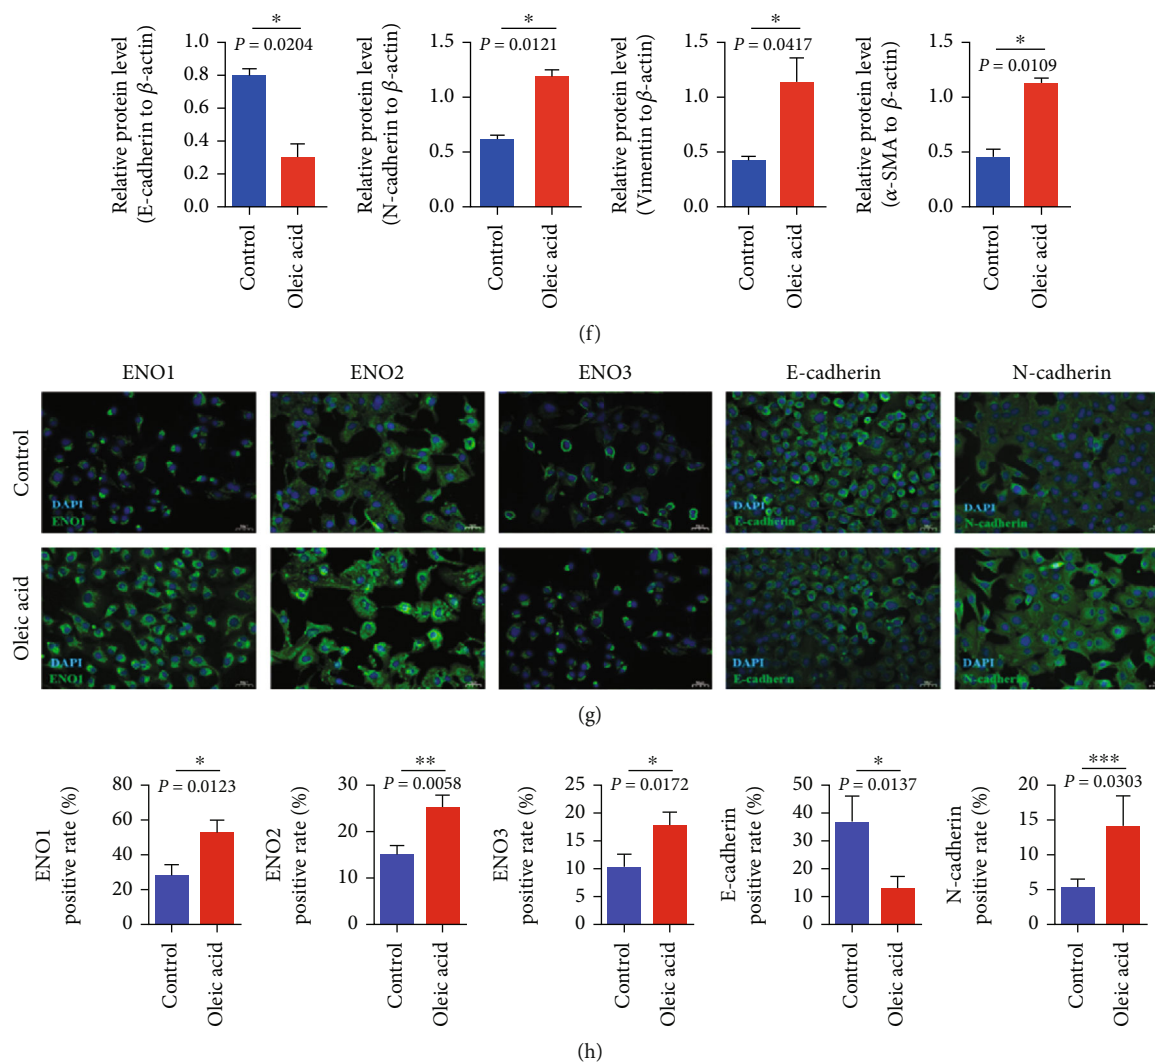 *
P = 0.0204
Relative protein level
(E-cadherin to β-actin)
0.8
0.6
0.4
0.2
0.0
Control
Oleic acid
*
P = 0.0121
Relative protein level
(N-cadherin to β-actin)
1.5
1.0
0.5
0.0
Control
Oleic acid
*
P = 0.0417
Relative protein level
(Vimentin to β-actin)
1.5
1.0
0.5
0.0
Control
Oleic acid
*
P = 0.0109
Relative protein level
(α-SMA to β-actin)
1.5
1.0
0.5
0.0
Control
Oleic acid
(f)
ENO1 ENO2 ENO3 E-cadherin N-cadherin
Control
DAPI
ENO1
DAPI
E-cadherin
DAPI
N-cadherin
Oleic acid
DAPI
ENO1
DAPI
E-cadherin
DAPI
N-cadherin
(g)
*
P = 0.0123
ENO1
positive rate (%)
80
60
40
20
0
Control
Oleic acid
**
P = 0.0058
ENO2
positive rate (%)
30
20
10
0
Control
Oleic acid
*
P = 0.0172
ENO3
positive rate (%)
25
20
15
10
5
0
Control
Oleic acid
*
P = 0.0137
E-cadherin
positive rate (%)
50
40
30
20
10
0
Control
Oleic acid
***
P = 0.0303
N-cadherin
positive rate (%)
20
15
10
5
0
Control
Oleic acid
(h)